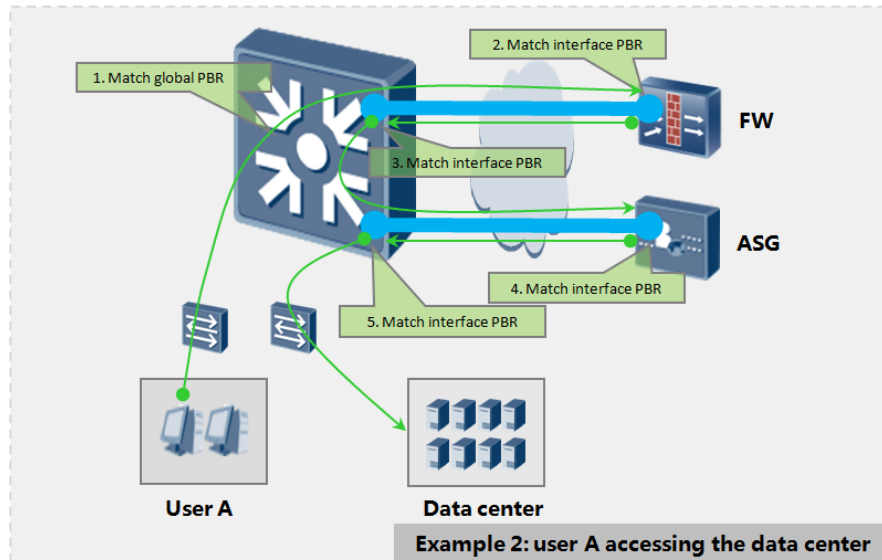 2. Match interface PBR
1. Match global PBR
FW
3. Match interface PBR
ASG
4. Match interface PBR
5. Match interface PBR
User A
Data center
Example 2: user A accessing the data center